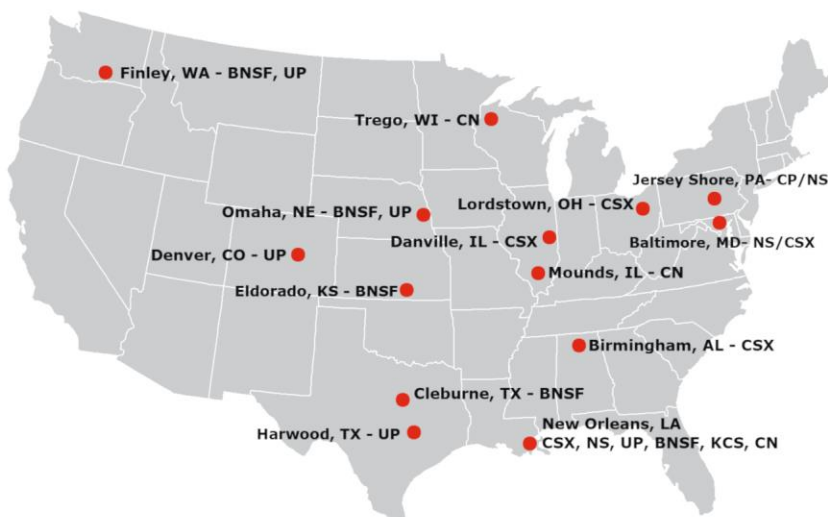 Finley, WA - BNSF, UP
Trego, WI - CN
Jersey Shore, PA- CP/NS
Lordstown, OH - CSX
Omaha, NE - BNSF, UP
Baltimore, MD- NS/CSX
Danville, IL - CSX
Denver, CO - UP
Mounds, IL - CN
Eldorado, KS - BNSF
Birmingham, AL - CSX
Cleburne, TX - BNSF
New Orleans, LA
Harwood, TX - UP
CSX, NS, UP, BNSF, KCS, CN